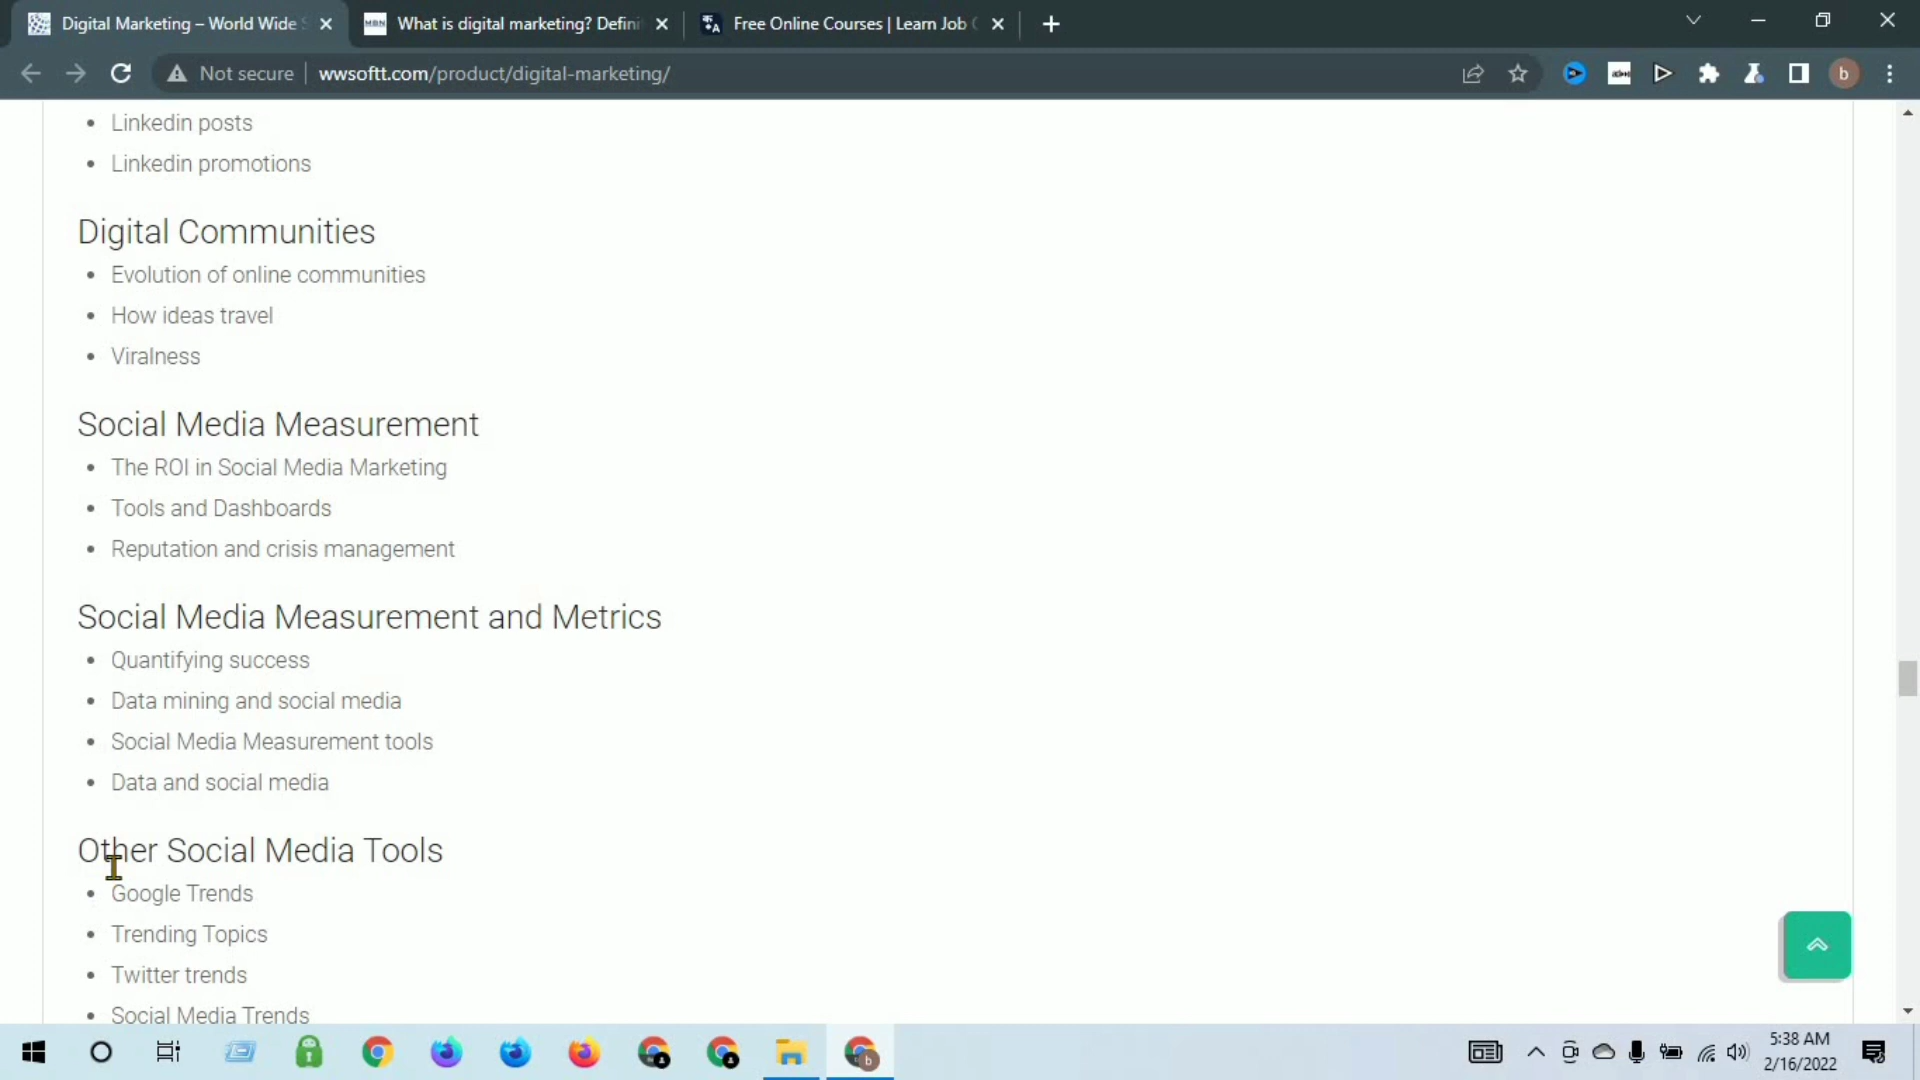 Digital Marketing – World Wide S
What is digital marketing? Defini
Free Online Courses | Learn Job
Not secure
wwsoftt.com/product/digital-marketing/
b
Linkedin posts
Linkedin promotions
Digital Communities
Evolution of online communities
How ideas travel
Viralness
Social Media Measurement
The ROI in Social Media Marketing
Tools and Dashboards
Reputation and crisis management
Social Media Measurement and Metrics
Quantifying success
Data mining and social media
Social Media Measurement tools
Data and social media
Other Social Media Tools
Google Trends
Trending Topics
Twitter trends
Social Media Trends
5:38 AM
2/16/2022